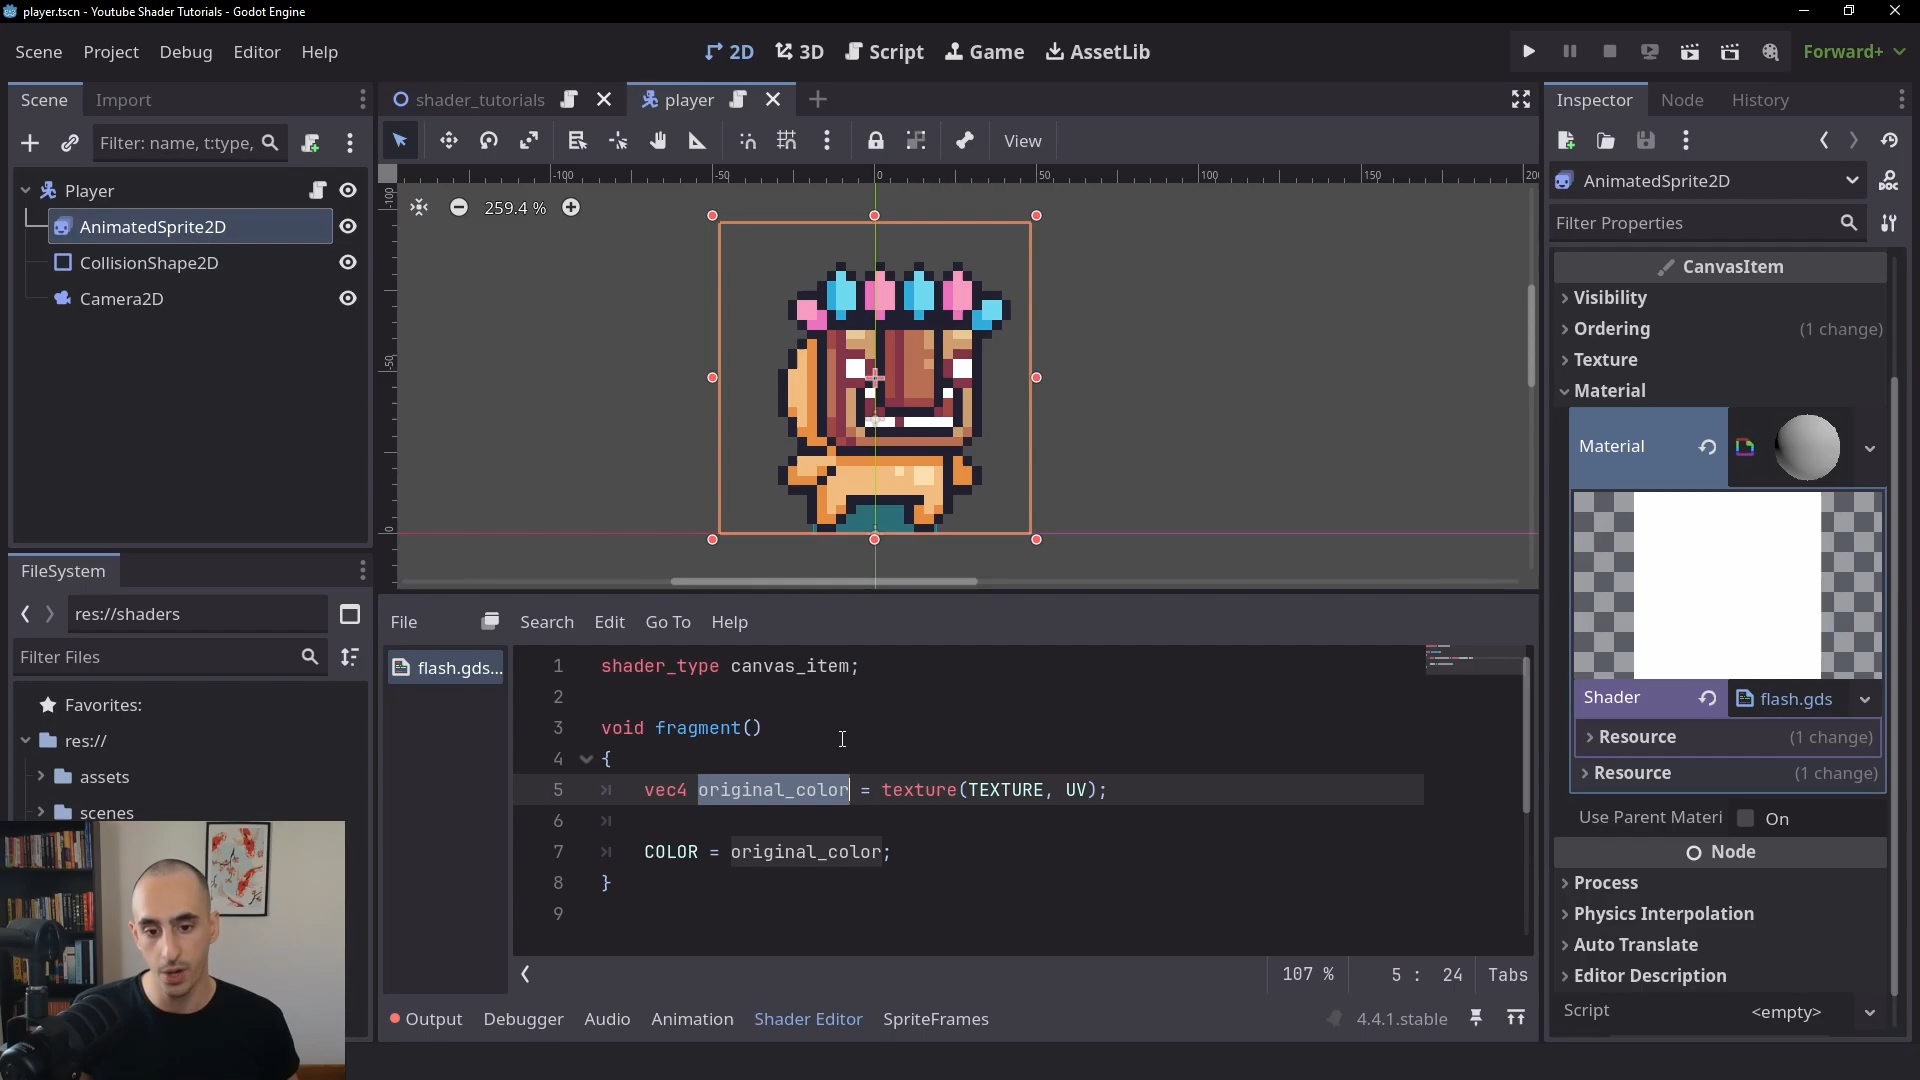 player.tscn - Youtube Shader Tutorials - Godot Engine
Scene Project Debug Editor Help
2D 3D Script Game AssetLib
Forward+
Scene Import
Filter: name, t:type,
Player
AnimatedSprite2D
CollisionShape2D
Camera2D
FileSystem
res://shaders
Filter Files
Favorites:
res://
assets
scenes
shader_tutorials player
View
-100 -50 0 50 100 150 200
-100
-50
0
259.4 %
File Search Edit Go To Help
flash.gds...
1 shader_type canvas_item;
2
3 void fragment()
4 {
5 vec4 original_color = texture(TEXTURE, UV);
6
7 COLOR = original_color;
8 }
9
107 % 5 : 24 Tabs
Output Debugger Audio Animation Shader Editor SpriteFrames
4.4.1.stable
Inspector Node History
AnimatedSprite2D
Filter Properties
CanvasItem
Visibility
Ordering (1 change)
Texture
Material
Material
Shader flash.gds
Resource (1 change)
Resource (1 change)
Use Parent Materi On
Node
Process
Physics Interpolation
Auto Translate
Editor Description
Script <empty>